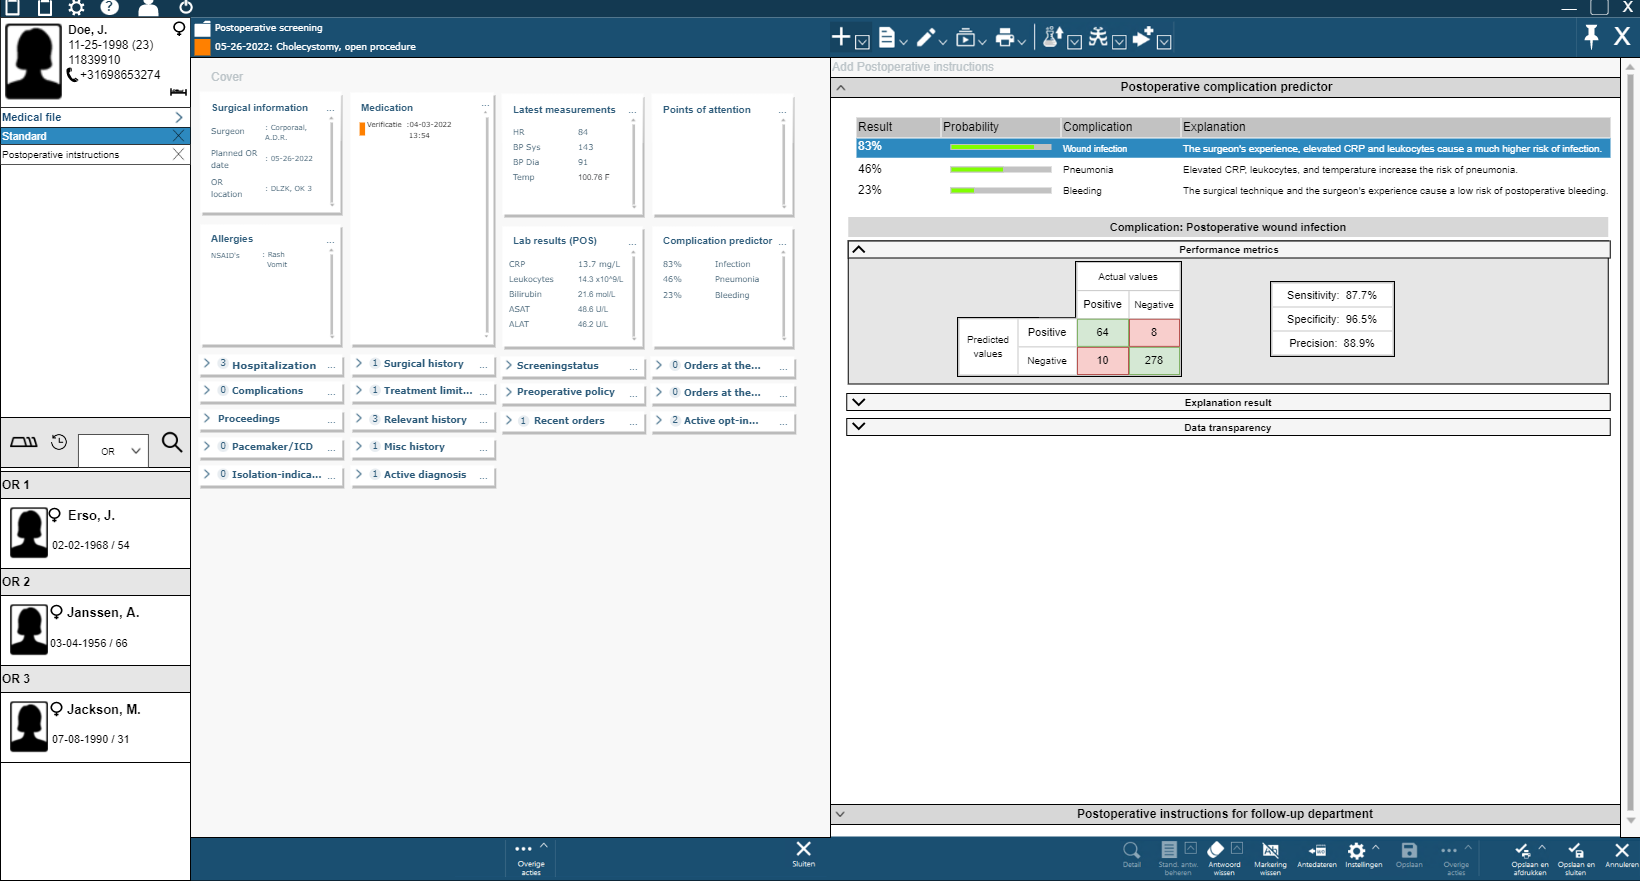 Doe, J.
11-25-1998 (23)
11839910
+31698653274
Medical file
Standard
Postoperative intstructions
OR
OR 1
Erso, J.
02-02-1968 / 54
OR 2
Janssen, A.
03-04-1956 / 66
OR 3
Jackson, M.
07-08-1990 / 31
Postoperative screening
05-26-2022: Cholecystomy, open procedure
X
X
Cover
Surgical information ...
Surgeon : Corporaal, A.D.R.
Planned OR date : 05-26-2022
OR location : DLZK, OK 3
Medication ...
Verificatie :04-03-2022
13:54
Latest measurements ...
HR 84
BP Sys 143
BP Dia 91
Temp 100.76 F
Points of attention ...
Allergies ...
NSAID's : Rash
Vomit
Lab results (POS) ...
CRP 13.7 mg/L
Leukocytes 14.3 x10^9/L
Bilirubin 21.6 mol/L
ASAT 48.6 U/L
ALAT 46.2 U/L
Complication predictor ...
83% Infection
46% Pneumonia
23% Bleeding
3 Hospitalization ...
1 Surgical history ...
Screeningstatus ...
0 Orders at the... ...
0 Complications ...
1 Treatment limit... ...
Preoperative policy ...
0 Orders at the... ...
Proceedings ...
3 Relevant history ...
1 Recent orders ...
2 Active opt-in... ...
0 Pacemaker/ICD ...
1 Misc history ...
0 Isolation-indica... ...
1 Active diagnosis ...
Add Postoperative instructions
Postoperative complication predictor
Result Probability Complication Explanation
83% Wound infection The surgeon's experience, elevated CRP and leukocytes cause a much higher risk of infection.
46% Pneumonia Elevated CRP, leukocytes, and temperature increase the risk of pneumonia.
23% Bleeding The surgical technique and the surgeon's experience cause a low risk of postoperative bleeding.
Complication: Postoperative wound infection
Performance metrics
Actual values
Positive Negative
Predicted values
Positive 64 8
Negative 10 278
Sensitivity: 87.7%
Specificity: 96.5%
Precision: 88.9%
Explanation result
Data transparency
Postoperative instructions for follow-up department
Overige acties
Sluiten
Detail
Stand. antw. beheren
Antwoord wissen
Markering wissen
Antedateren
Instellingen
Opslaan
Overige acties
Opslaan en afdrukken
Opslaan en sluiten
Annuleren